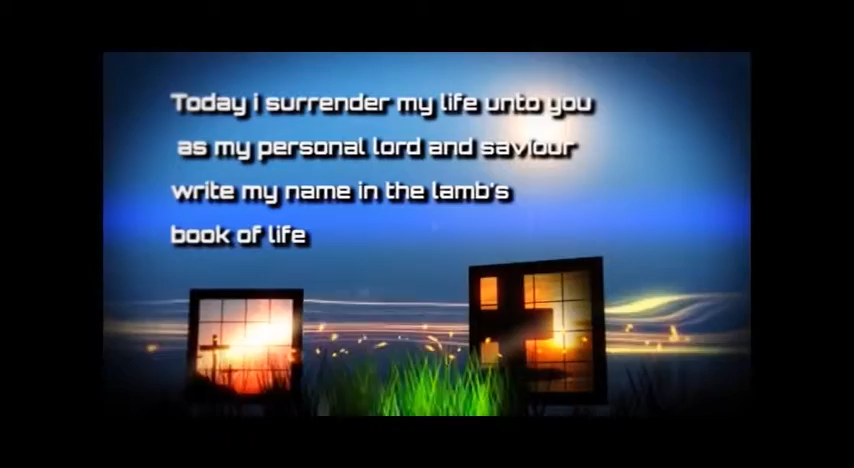 Today i surrender my life unto you
as my personal lord and saviour
write my name in the lamb's
book of life